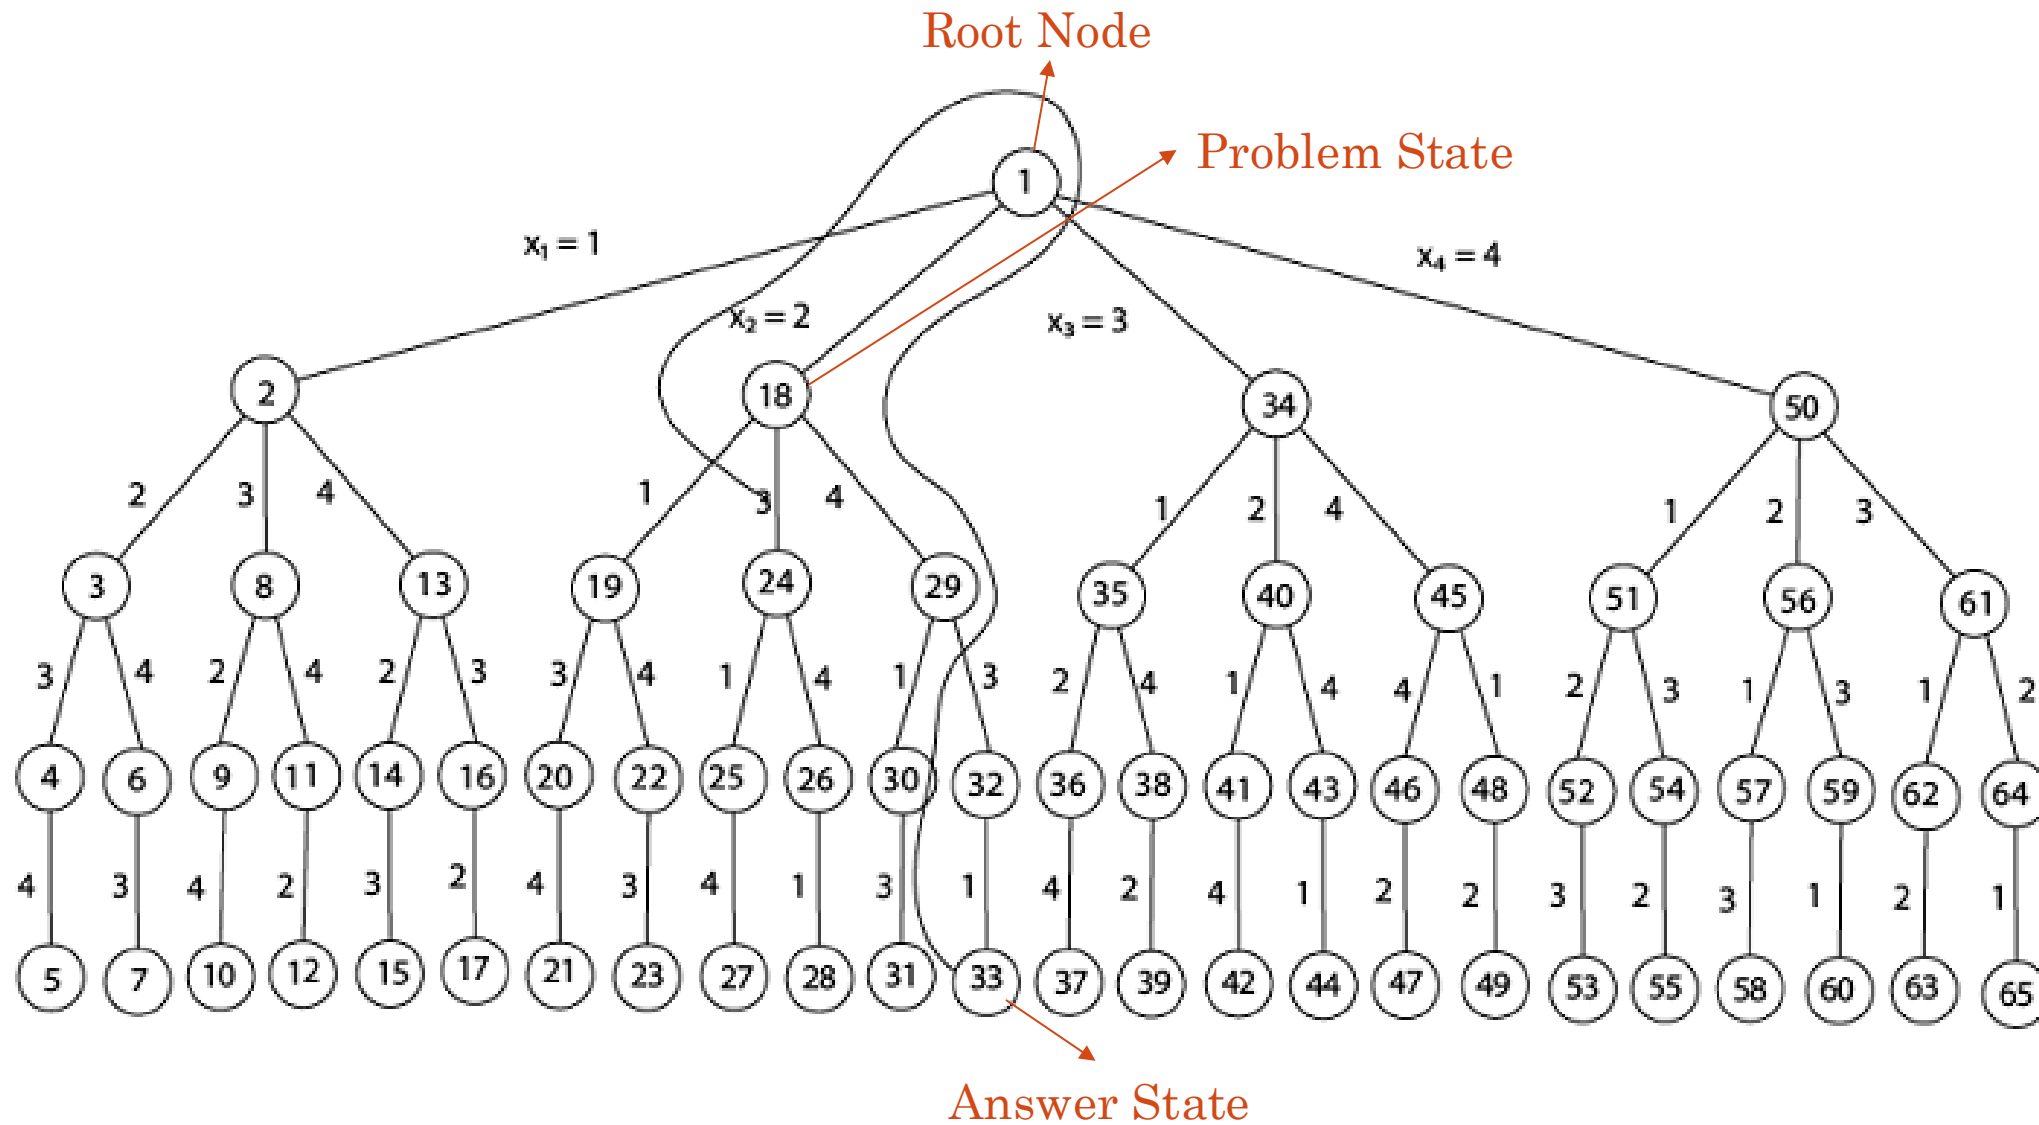 Root Node
Problem State
1
x₁ = 1
x₄ = 4
x₂ = 2
x₃ = 3
2 18 34 50
2 3 4 1 3 4 1 2 4 1 2 3
3 8 13 19 24 29 35 40 45 51 56 61
3 4 2 4 2 3 3 4 1 4 1 3 2 4 1 4 4 1 2 3 1 3 1 2
4 6 9 11 14 16 20 22 25 26 30 32 36 38 41 43 46 48 52 54 57 59 62 64
4 3 4 2 3 2 4 3 4 1 3 1 4 2 4 1 2 2 3 2 3 1 2 1
5 7 10 12 15 17 21 23 27 28 31 33 37 39 42 44 47 49 53 55 58 60 63 65
Answer State